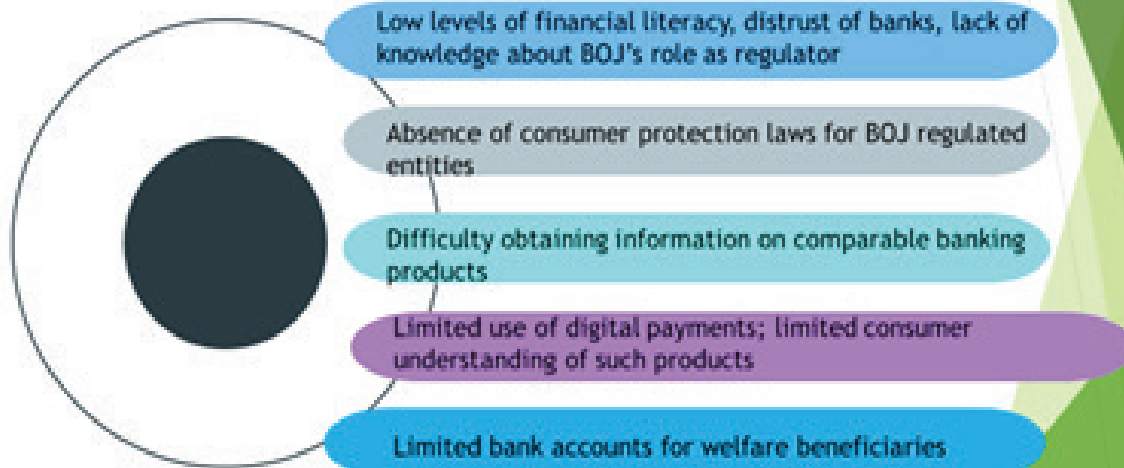 Low levels of financial literacy, distrust of banks, lack of
knowledge about BOJ's role as regulator
Absence of consumer protection laws for BOJ regulated
entities
Difficulty obtaining information on comparable banking
products
Limited use of digital payments; limited consumer
understanding of such products
Limited bank accounts for welfare beneficiaries